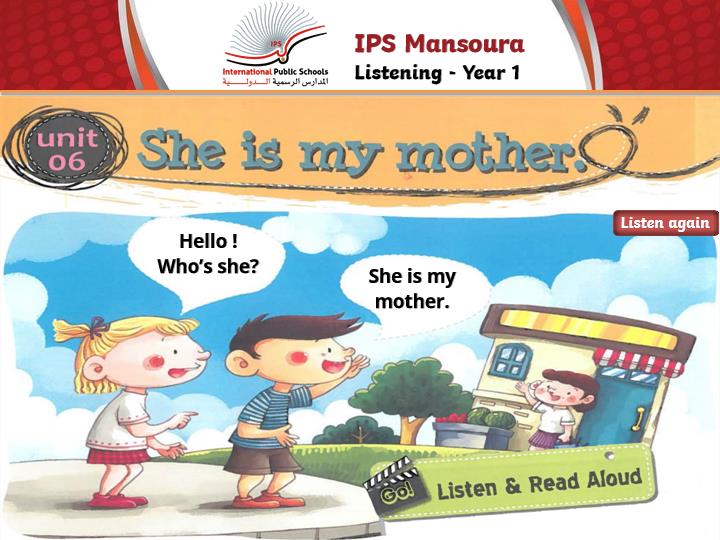 IPS
International Public Schools
المدارس الرسمية الـــدولـــيـــة
IPS Mansoura
Listening - Year 1
unit
06
She is my mother.
Listen again
Hello !
Who's she?
She is my
mother.
Go!
Listen & Read Aloud